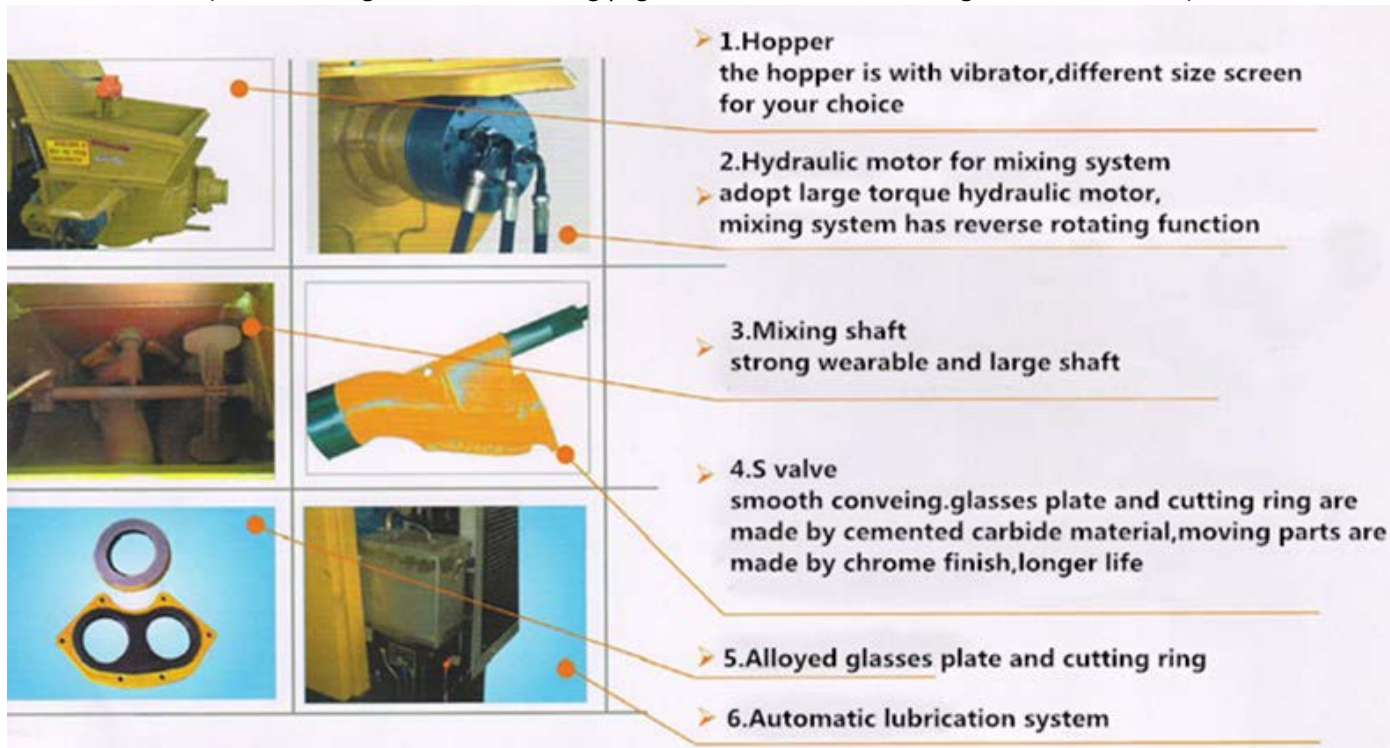 1.Hopper
the hopper is with vibrator,different size screen
for your choice
2.Hydraulic motor for mixing system
adopt large torque hydraulic motor,
mixing system has reverse rotating function
3.Mixing shaft
strong wearable and large shaft
4.S valve
smooth conveing.glasses plate and cutting ring are
made by cemented carbide material,moving parts are
made by chrome finish,longer life
5.Alloyed glasses plate and cutting ring
6.Automatic lubrication system